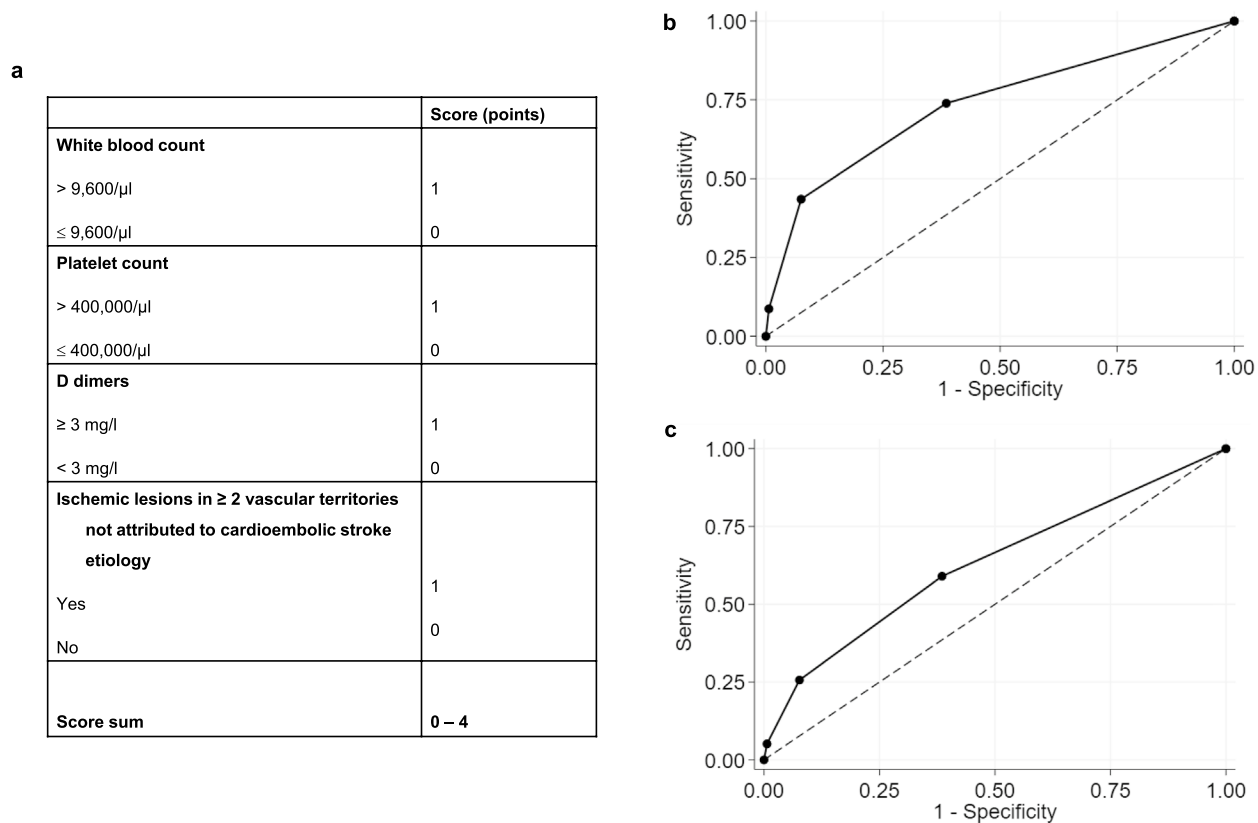 a
Score (points)
White blood count
> 9,600/µl 1
≤ 9,600/µl 0
Platelet count
> 400,000/µl 1
≤ 400,000/µl 0
D dimers
≥ 3 mg/l 1
< 3 mg/l 0
Ischemic lesions in ≥ 2 vascular territories
not attributed to cardioembolic stroke
etiology
1
Yes
0
No
Score sum 0 – 4
b
1.00
0.75
0.50
0.25
0.00
Sensitivity
0.00 0.25 0.50 0.75 1.00
1 - Specificity
c
1.00
0.75
0.50
0.25
0.00
Sensitivity
0.00 0.25 0.50 0.75 1.00
1 - Specificity